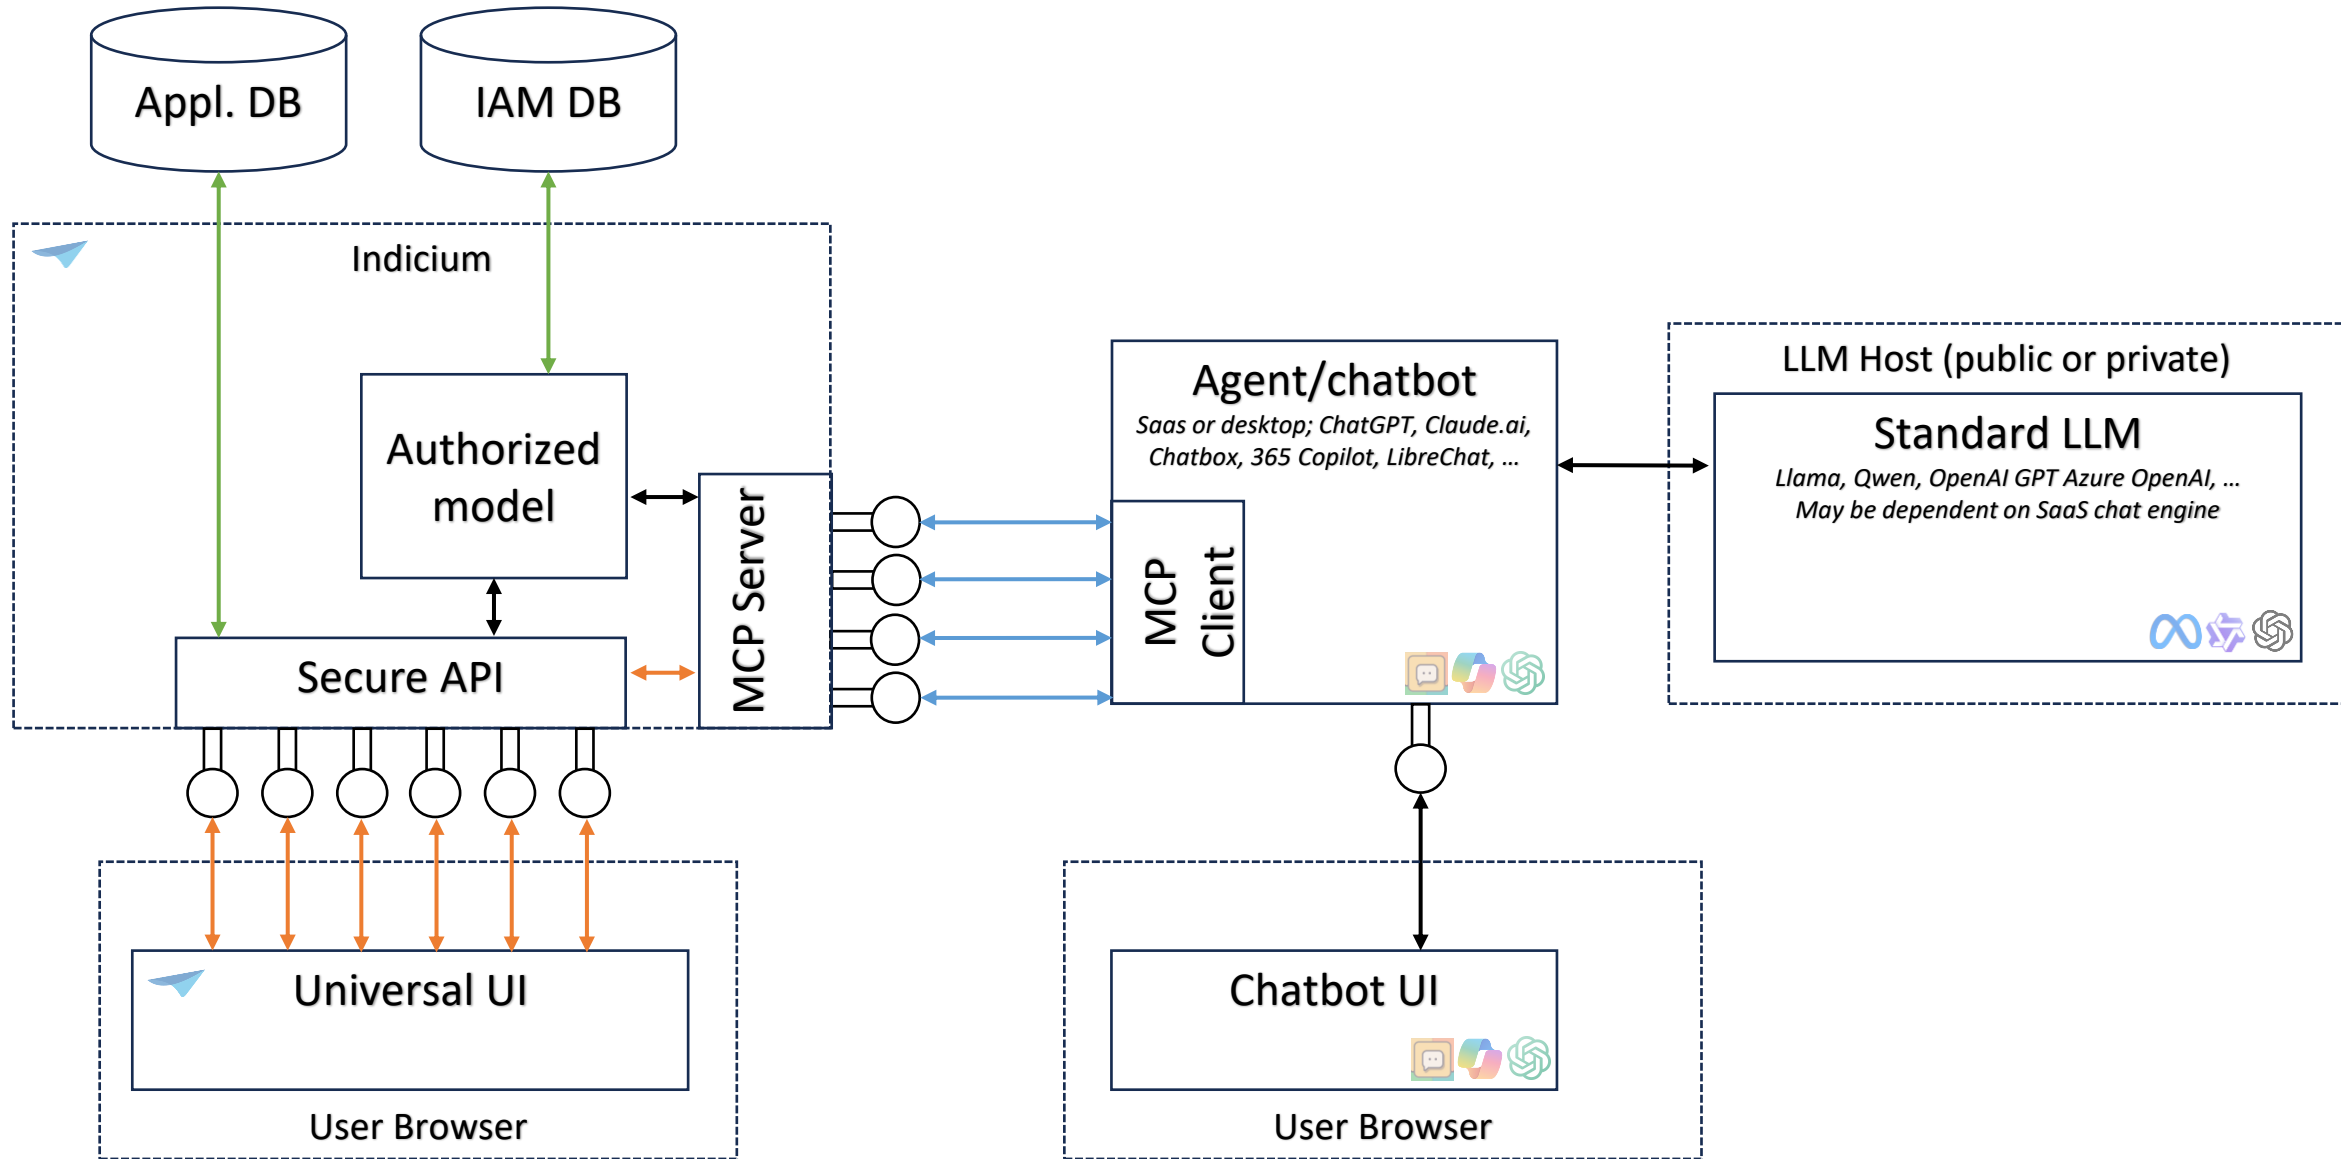 Appl. DB
IAM DB
Indicium
Authorized
model
MCP Server
Secure API
Agent/chatbot
Saas or desktop; ChatGPT, Claude.ai,
Chatbox, 365 Copilot, LibreChat, ...
MCP
Client
LLM Host (public or private)
Standard LLM
Llama, Qwen, OpenAI GPT Azure OpenAI, ...
May be dependent on SaaS chat engine
Universal UI
User Browser
Chatbot UI
User Browser